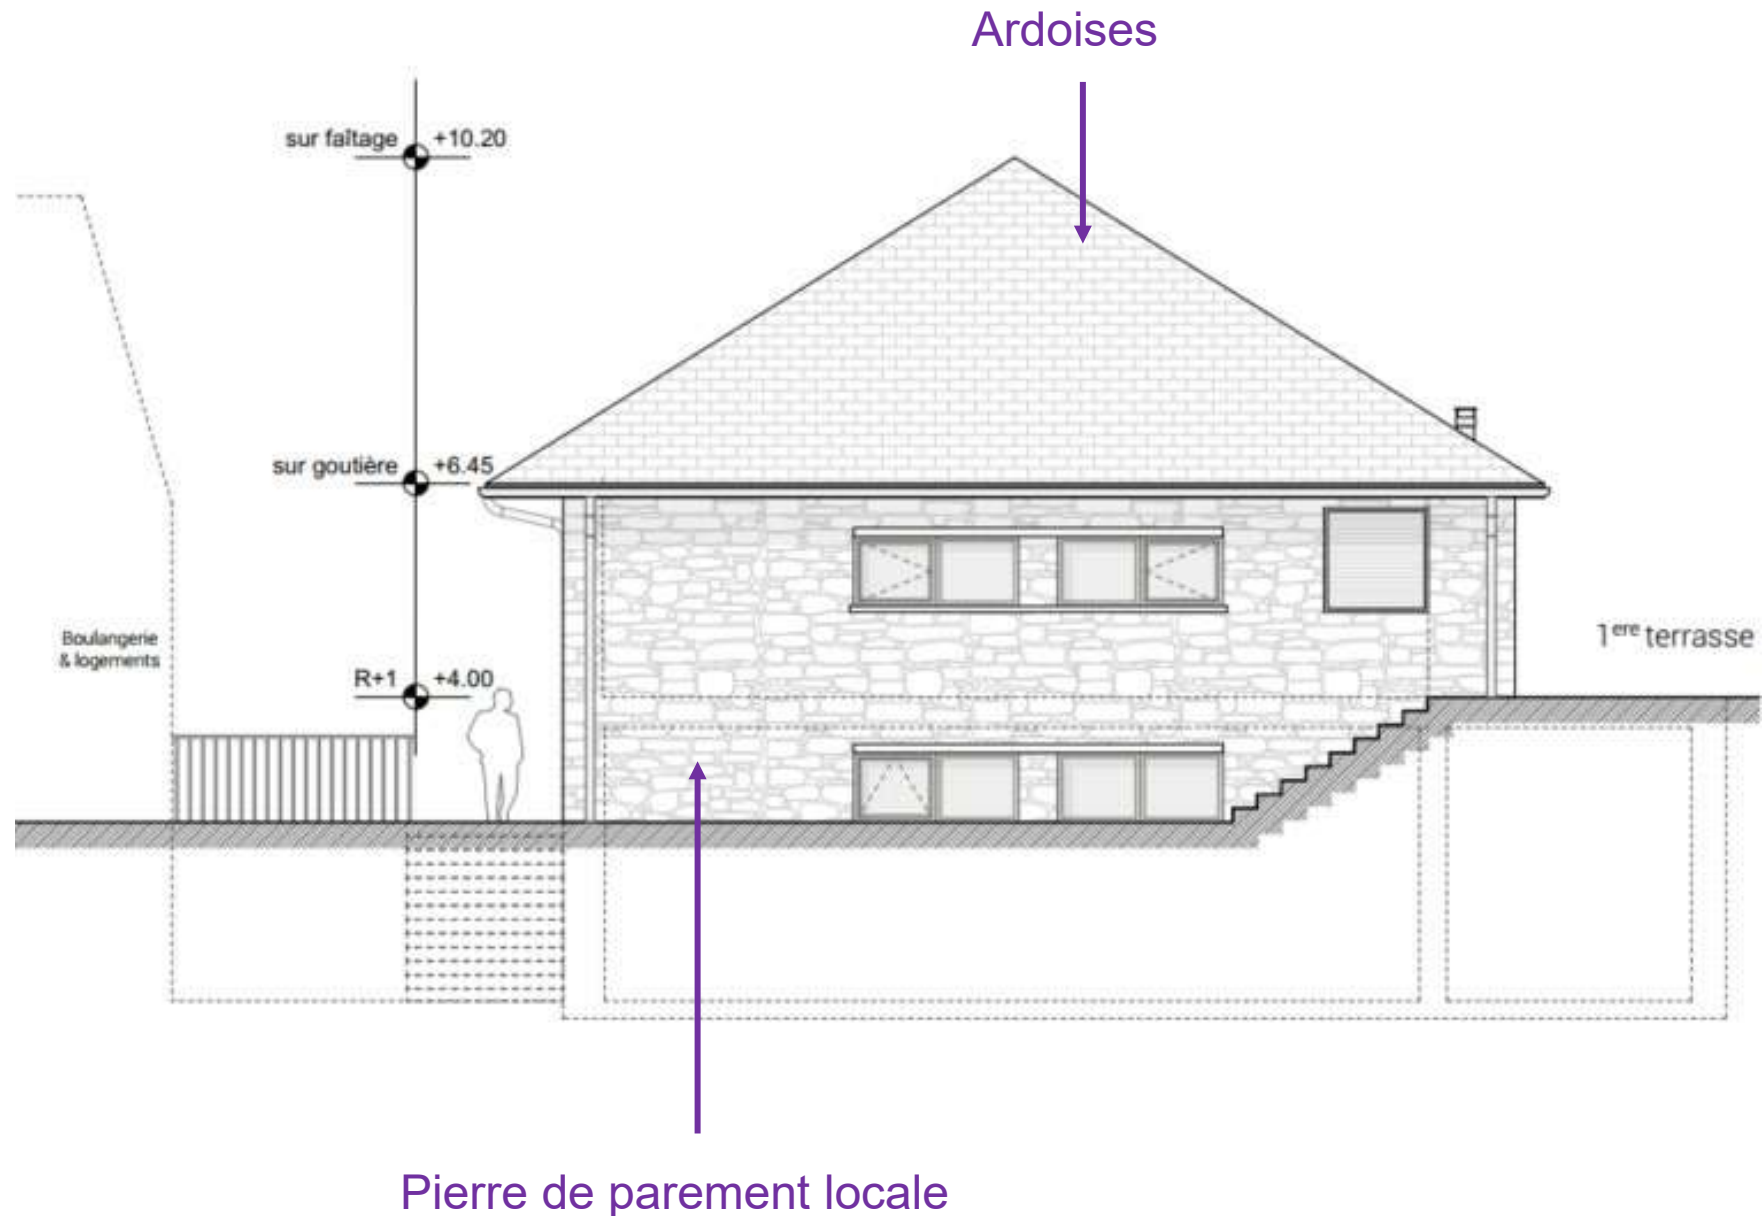 Ardoises
sur faîtage +10.20
sur goutière +6.45
Boulangerie
& logements
1ere terrasse
R+1 +4.00
Pierre de parement locale